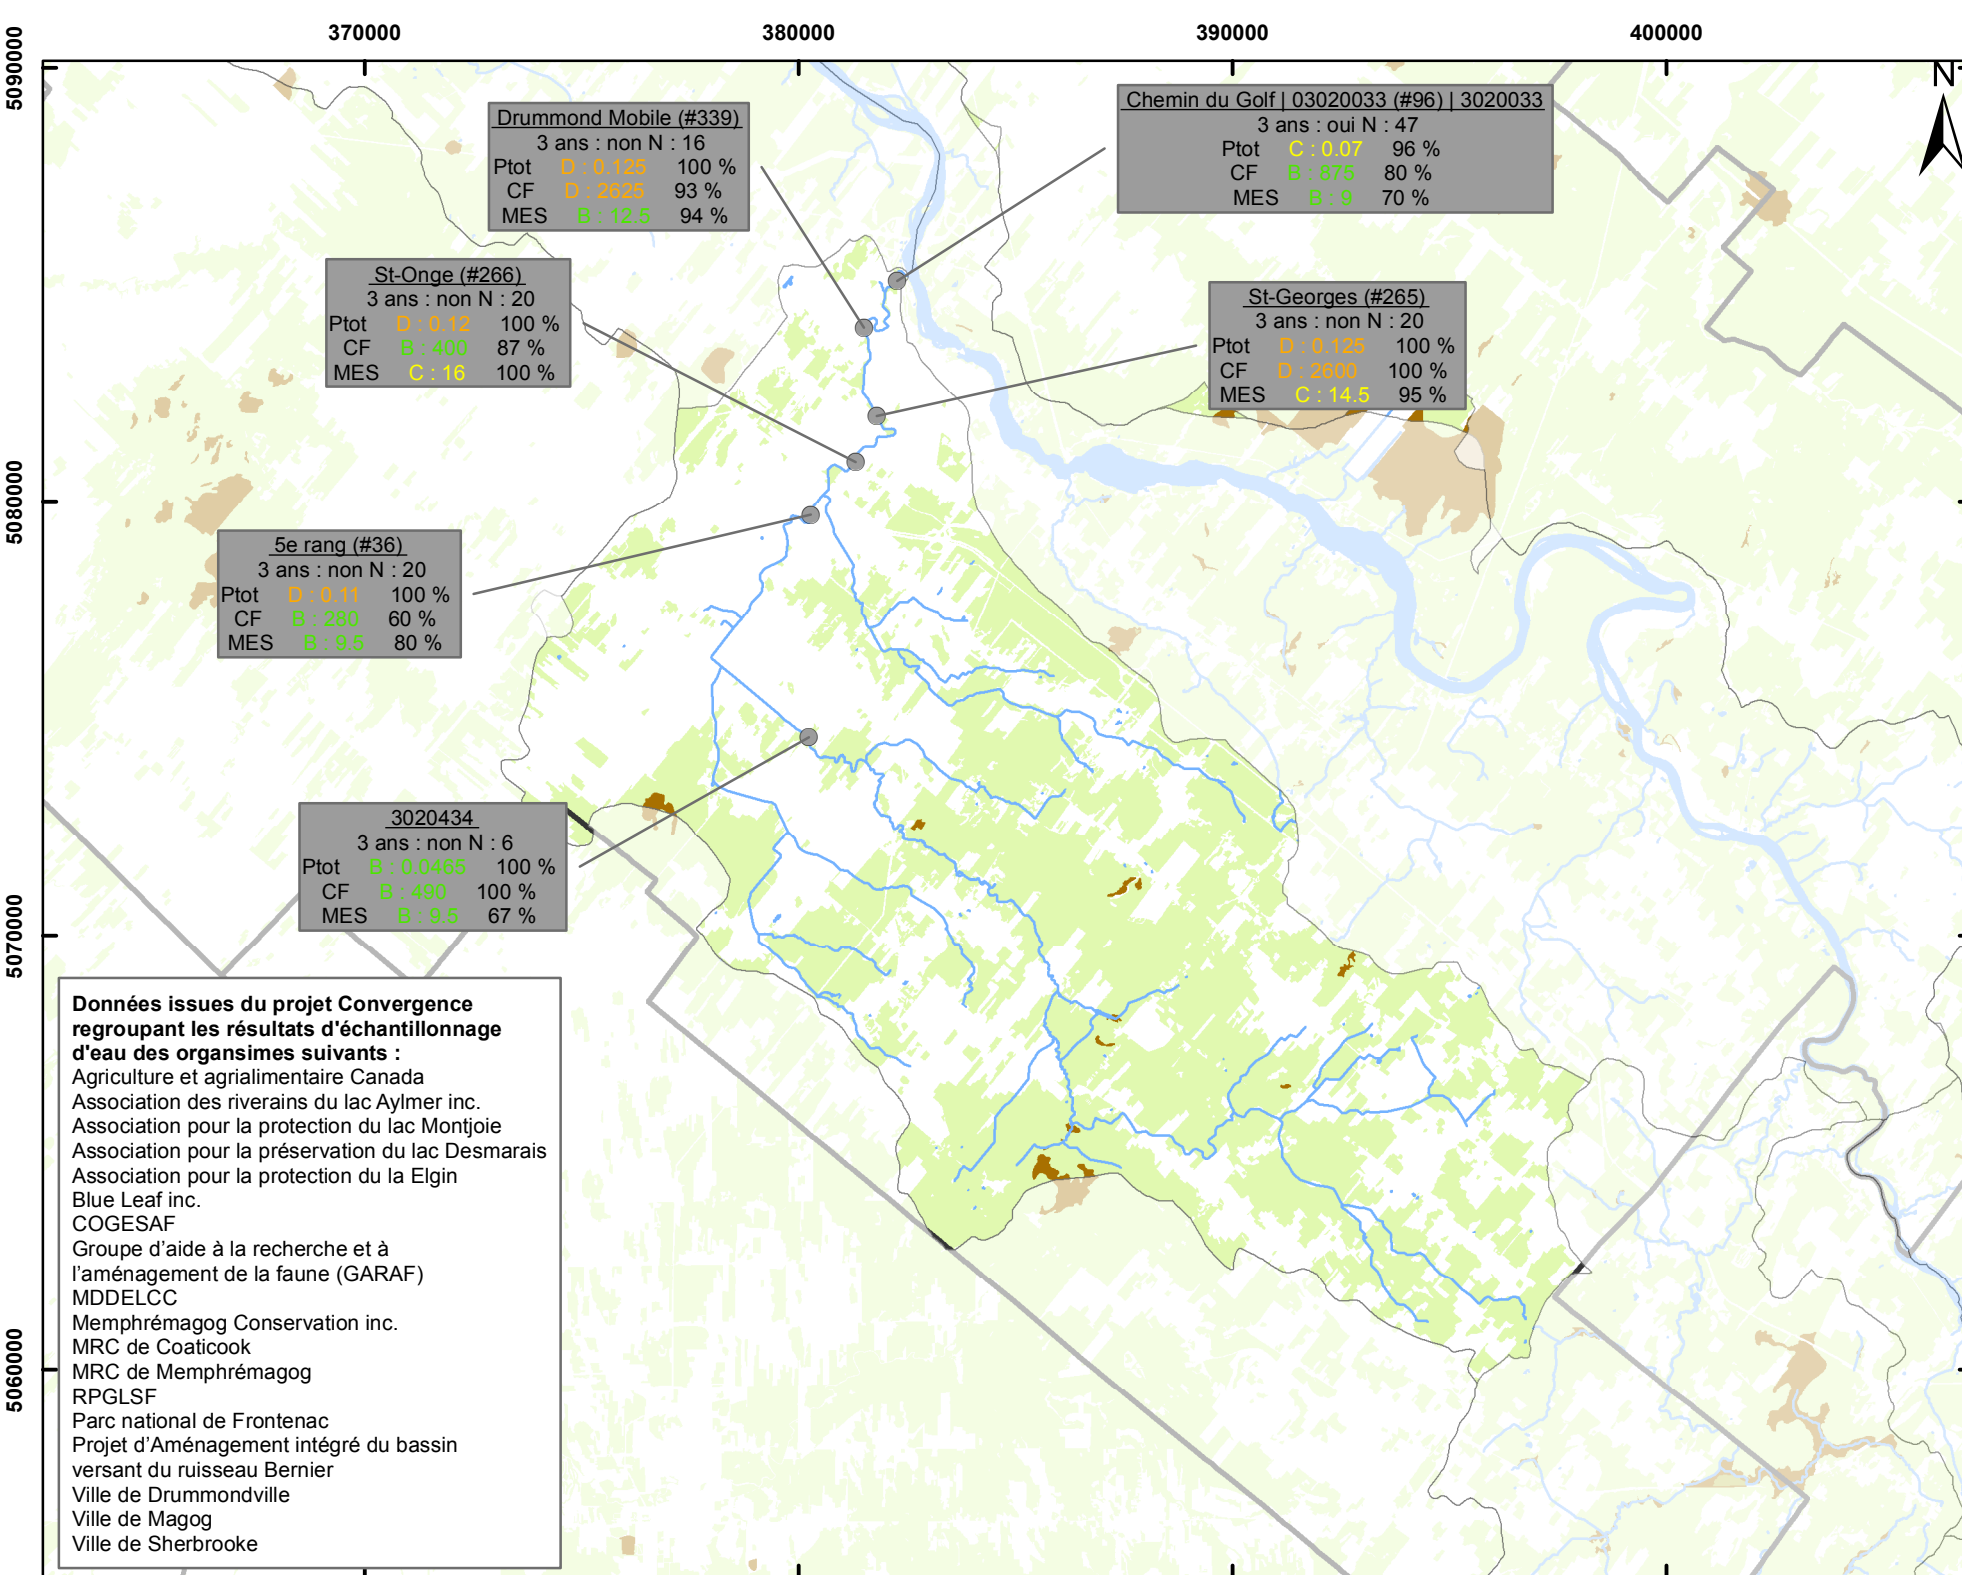 370000
380000
390000
400000
5090000
5080000
5070000
5060000
N
Drummond Mobile (#339)
3 ans : non N : 16
Ptot D : 0.125 100 %
CF D : 2625 93 %
MES B : 12.5 94 %
Chemin du Golf | 03020033 (#96) | 3020033
3 ans : oui N : 47
Ptot C : 0.07 96 %
CF B : 875 80 %
MES B : 9 70 %
St-Onge (#266)
3 ans : non N : 20
Ptot D : 0.12 100 %
CF B : 400 87 %
MES C : 16 100 %
St-Georges (#265)
3 ans : non N : 20
Ptot D : 0.125 100 %
CF D : 2600 100 %
MES C : 14.5 95 %
5e rang (#36)
3 ans : non N : 20
Ptot D : 0.11 100 %
CF B : 280 60 %
MES B : 9.5 80 %
3020434
3 ans : non N : 6
Ptot B : 0.0465 100 %
CF B : 490 100 %
MES B : 9.5 67 %
Données issues du projet Convergence
regroupant les résultats d'échantillonnage
d'eau des organsimes suivants :
Agriculture et agrialimentaire Canada
Association des riverains du lac Aylmer inc.
Association pour la protection du lac Montjoie
Association pour la préservation du lac Desmarais
Association pour la protection du la Elgin
Blue Leaf inc.
COGESAF
Groupe d'aide à la recherche et à
l'aménagement de la faune (GARAF)
MDDELCC
Memphrémagog Conservation inc.
MRC de Coaticook
MRC de Memphrémagog
RPGLSF
Parc national de Frontenac
Projet d'Aménagement intégré du bassin
versant du ruisseau Bernier
Ville de Drummondville
Ville de Magog
Ville de Sherbrooke